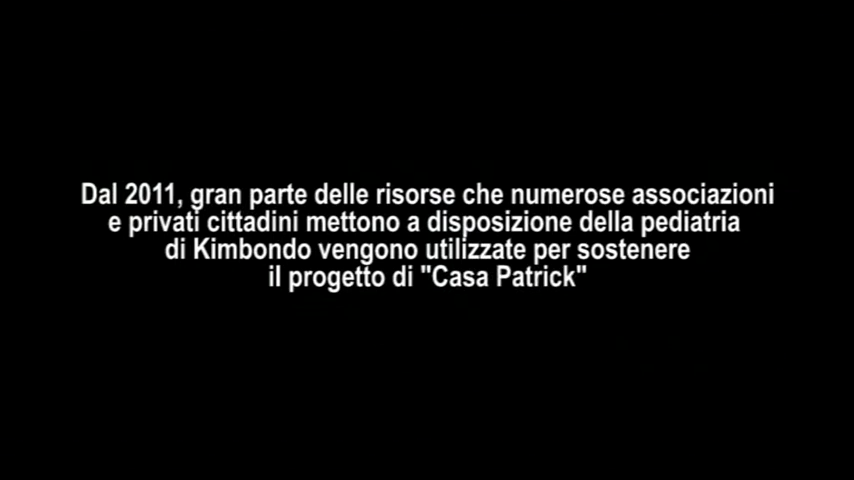 Dal 2011, gran parte delle risorse che numerose associazioni
e privati cittadini mettono a disposizione della pediatria
di Kimbondo vengono utilizzate per sostenere
il progetto di "Casa Patrick"